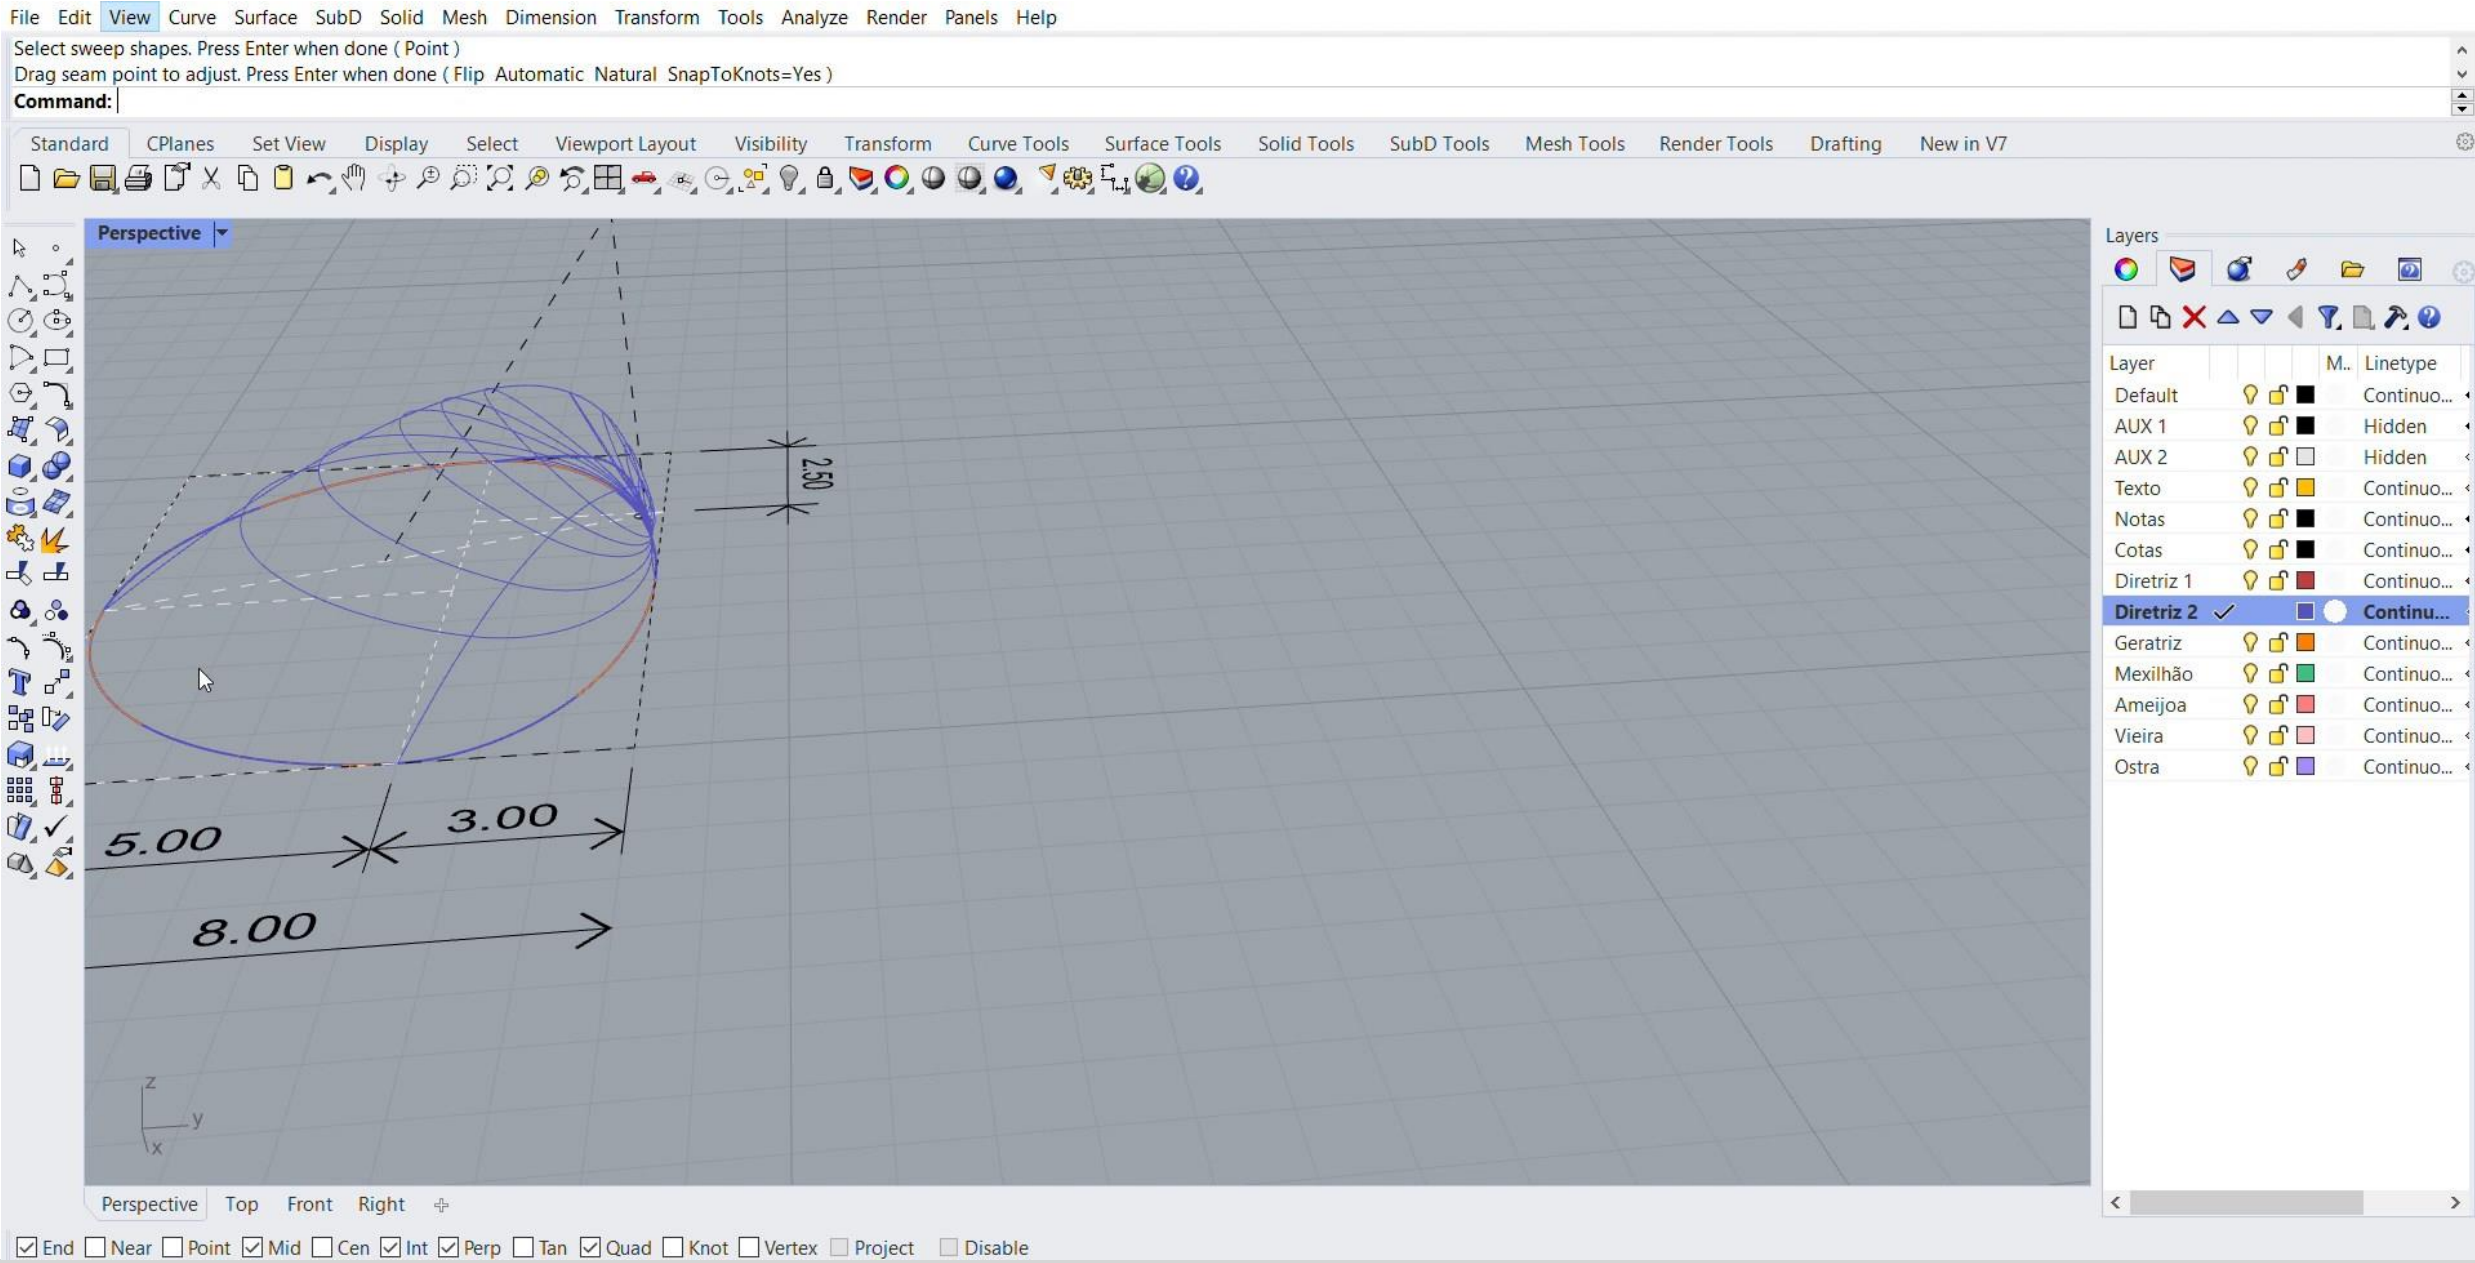 File Edit View Curve Surface SubD Solid Mesh Dimension Transform Tools Analyze Render Panels Help
Select sweep shapes. Press Enter when done ( Point )
Drag seam point to adjust. Press Enter when done ( Flip Automatic Natural SnapToKnots=Yes )
Command:
Standard CPlanes Set View Display Select Viewport Layout Visibility Transform Curve Tools Surface Tools Solid Tools SubD Tools Mesh Tools Render Tools Drafting New in V7
Perspective
Layers
Layer M.. Linetype
Default Continuo...
AUX 1 Hidden
AUX 2 Hidden
Texto Continuo...
Notas Continuo...
Cotas Continuo...
Diretriz 1 Continuo...
Diretriz 2 Continu...
Geratriz Continuo...
Mexilhão Continuo...
Ameijoa Continuo...
Vieira Continuo...
Ostra Continuo...
2.50
3.00
5.00
8.00
z
y
x
Perspective Top Front Right
End Near Point Mid Cen Int Perp Tan Quad Knot Vertex Project Disable